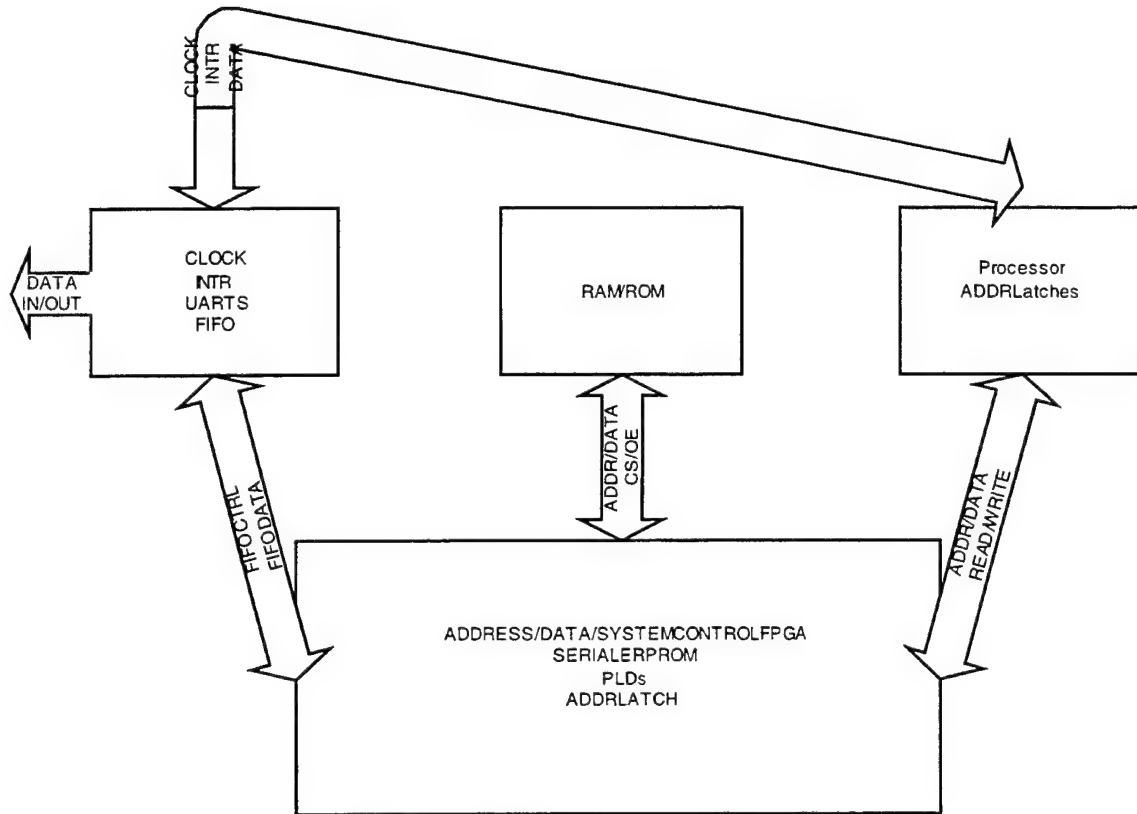 CLOCK
INTR
DATA
CLOCK
INTR
UARTS
FIFO
DATA
IN/OUT
RAM/ROM
Processor
ADDRLatches
FIFOCTRL
FIFODATA
ADDR/DATA
CS/OE
ADDR/DATA
READ/WRITE
ADDRESS/DATA/SYSTEMCONTROLFPGA
SERIALERPROM
PLDs
ADDRLATCH